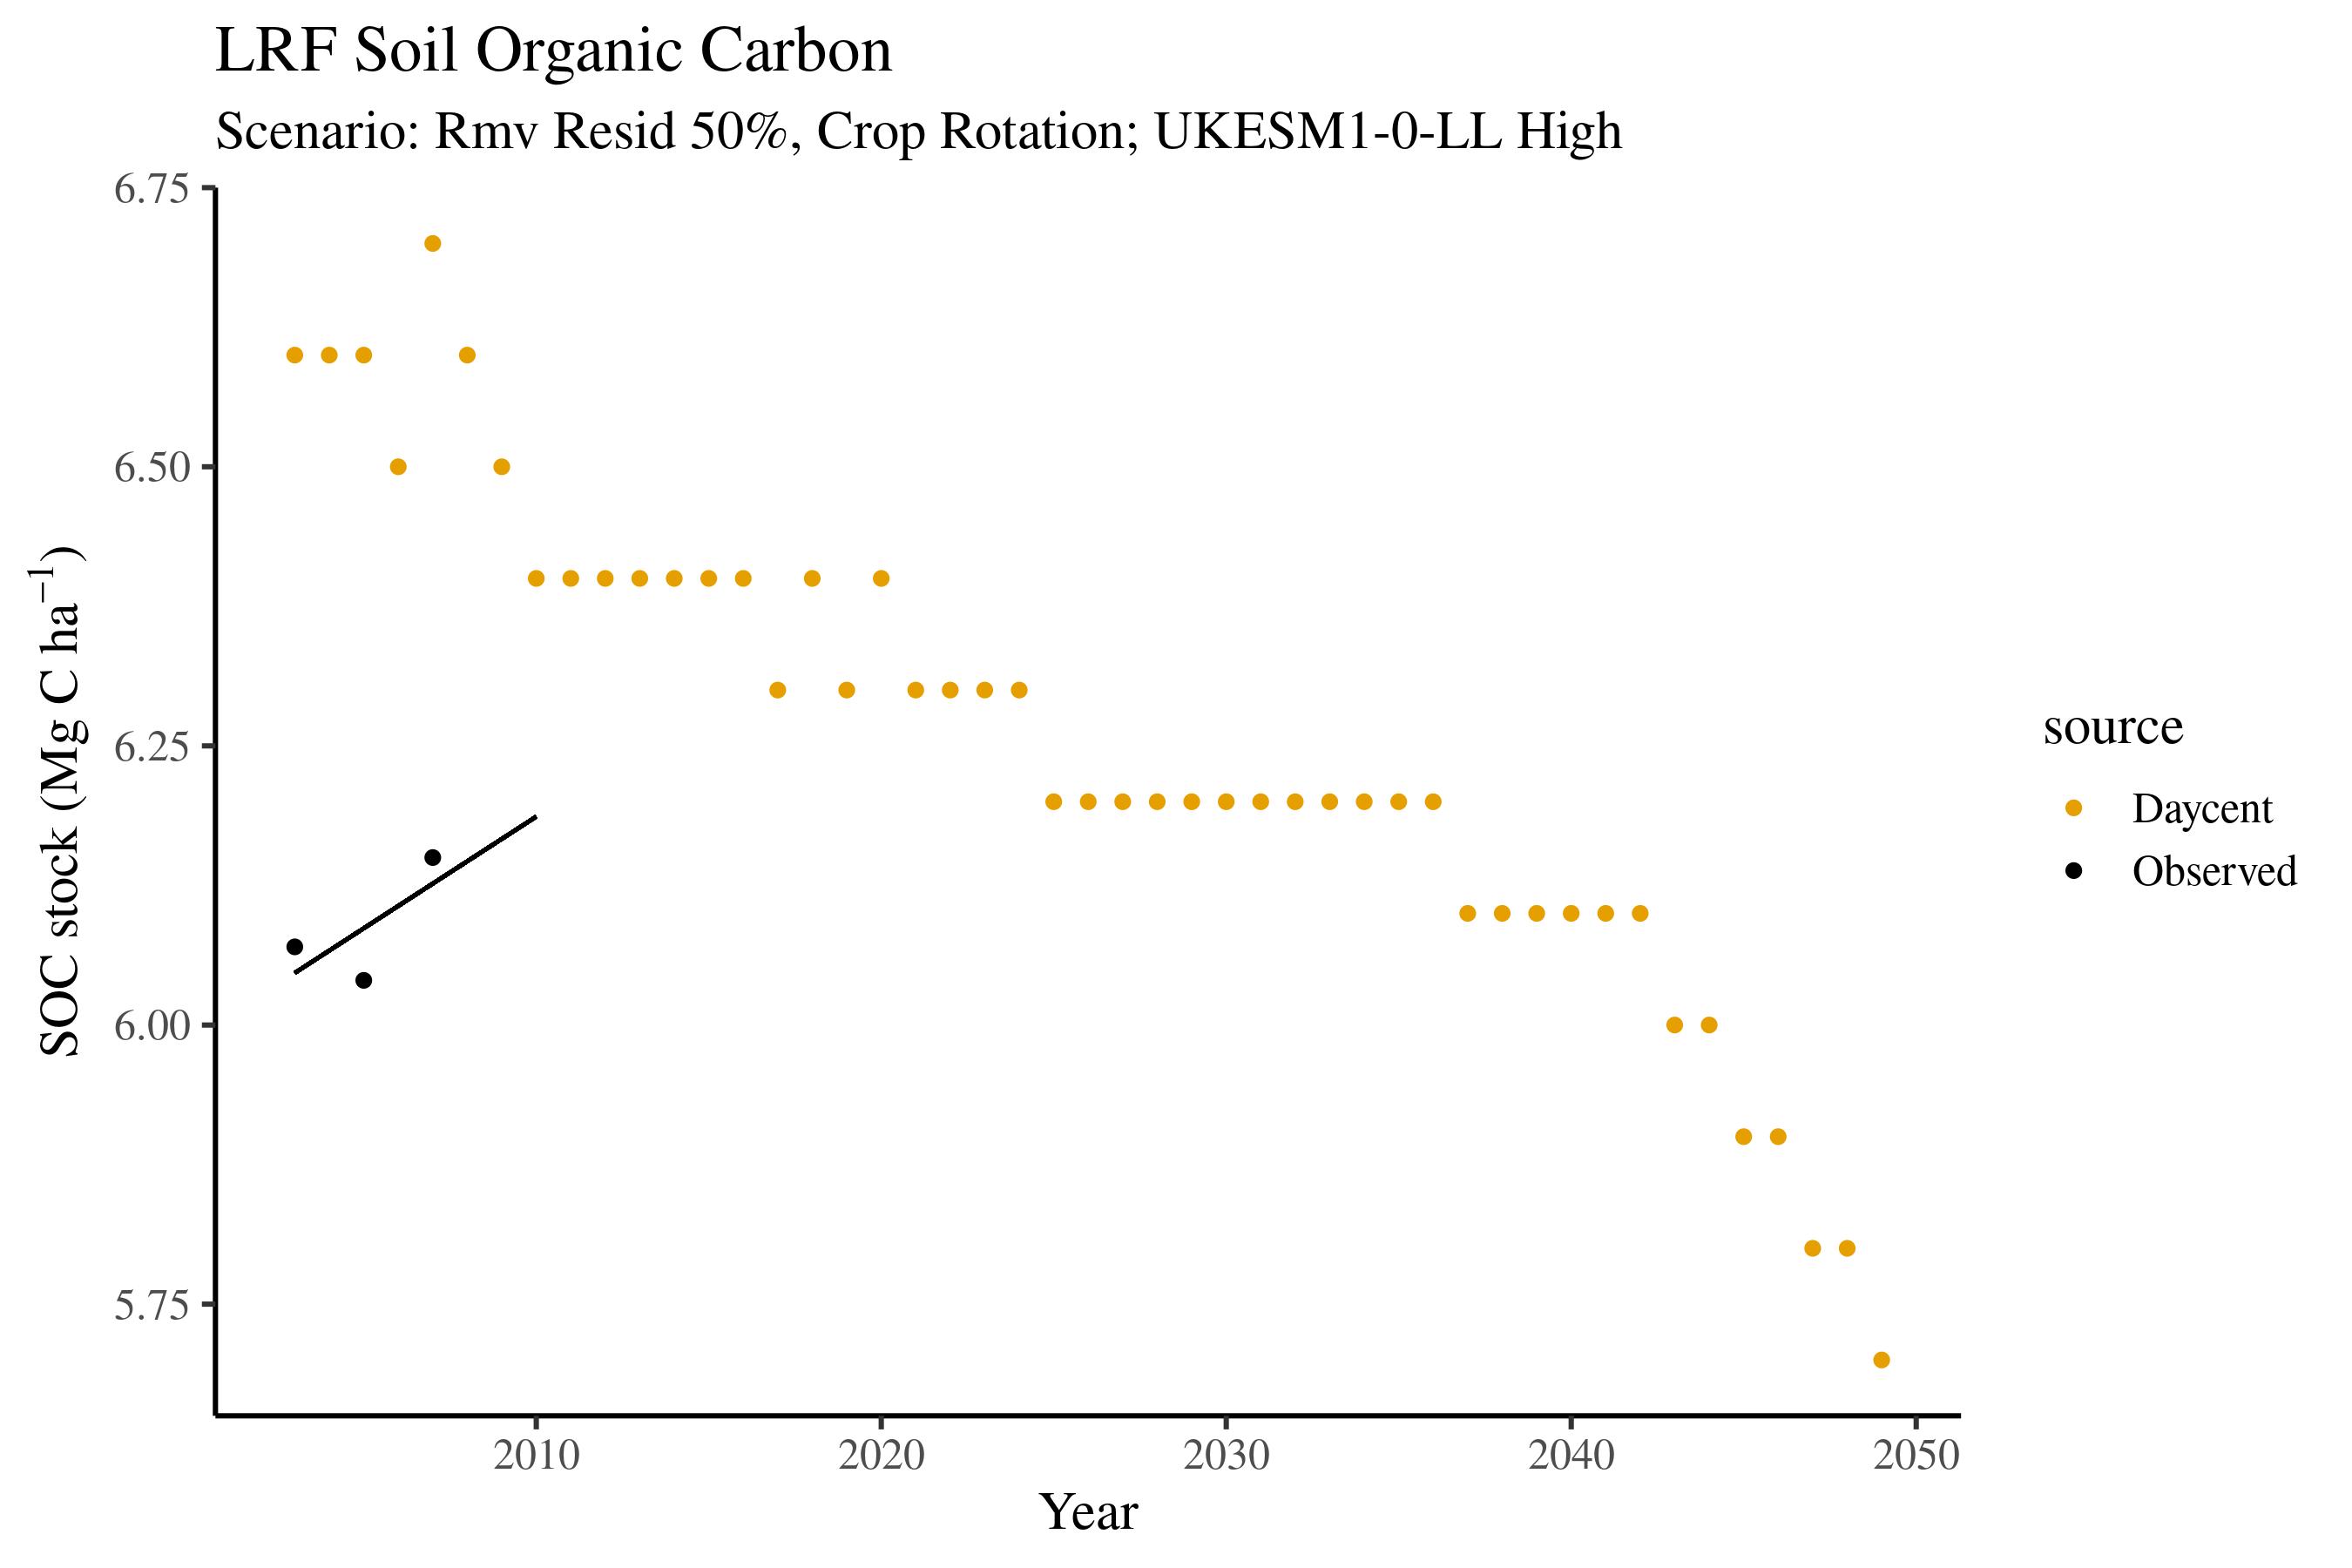 LRF Soil Organic Carbon
Scenario: Rmv Resid 50%, Crop Rotation; UKESM1-0-LL High
SOC stock (Mg C ha⁻¹)
6.75
6.50
6.25
6.00
5.75
2010 2020 2030 2040 2050
Year
source
Daycent
Observed